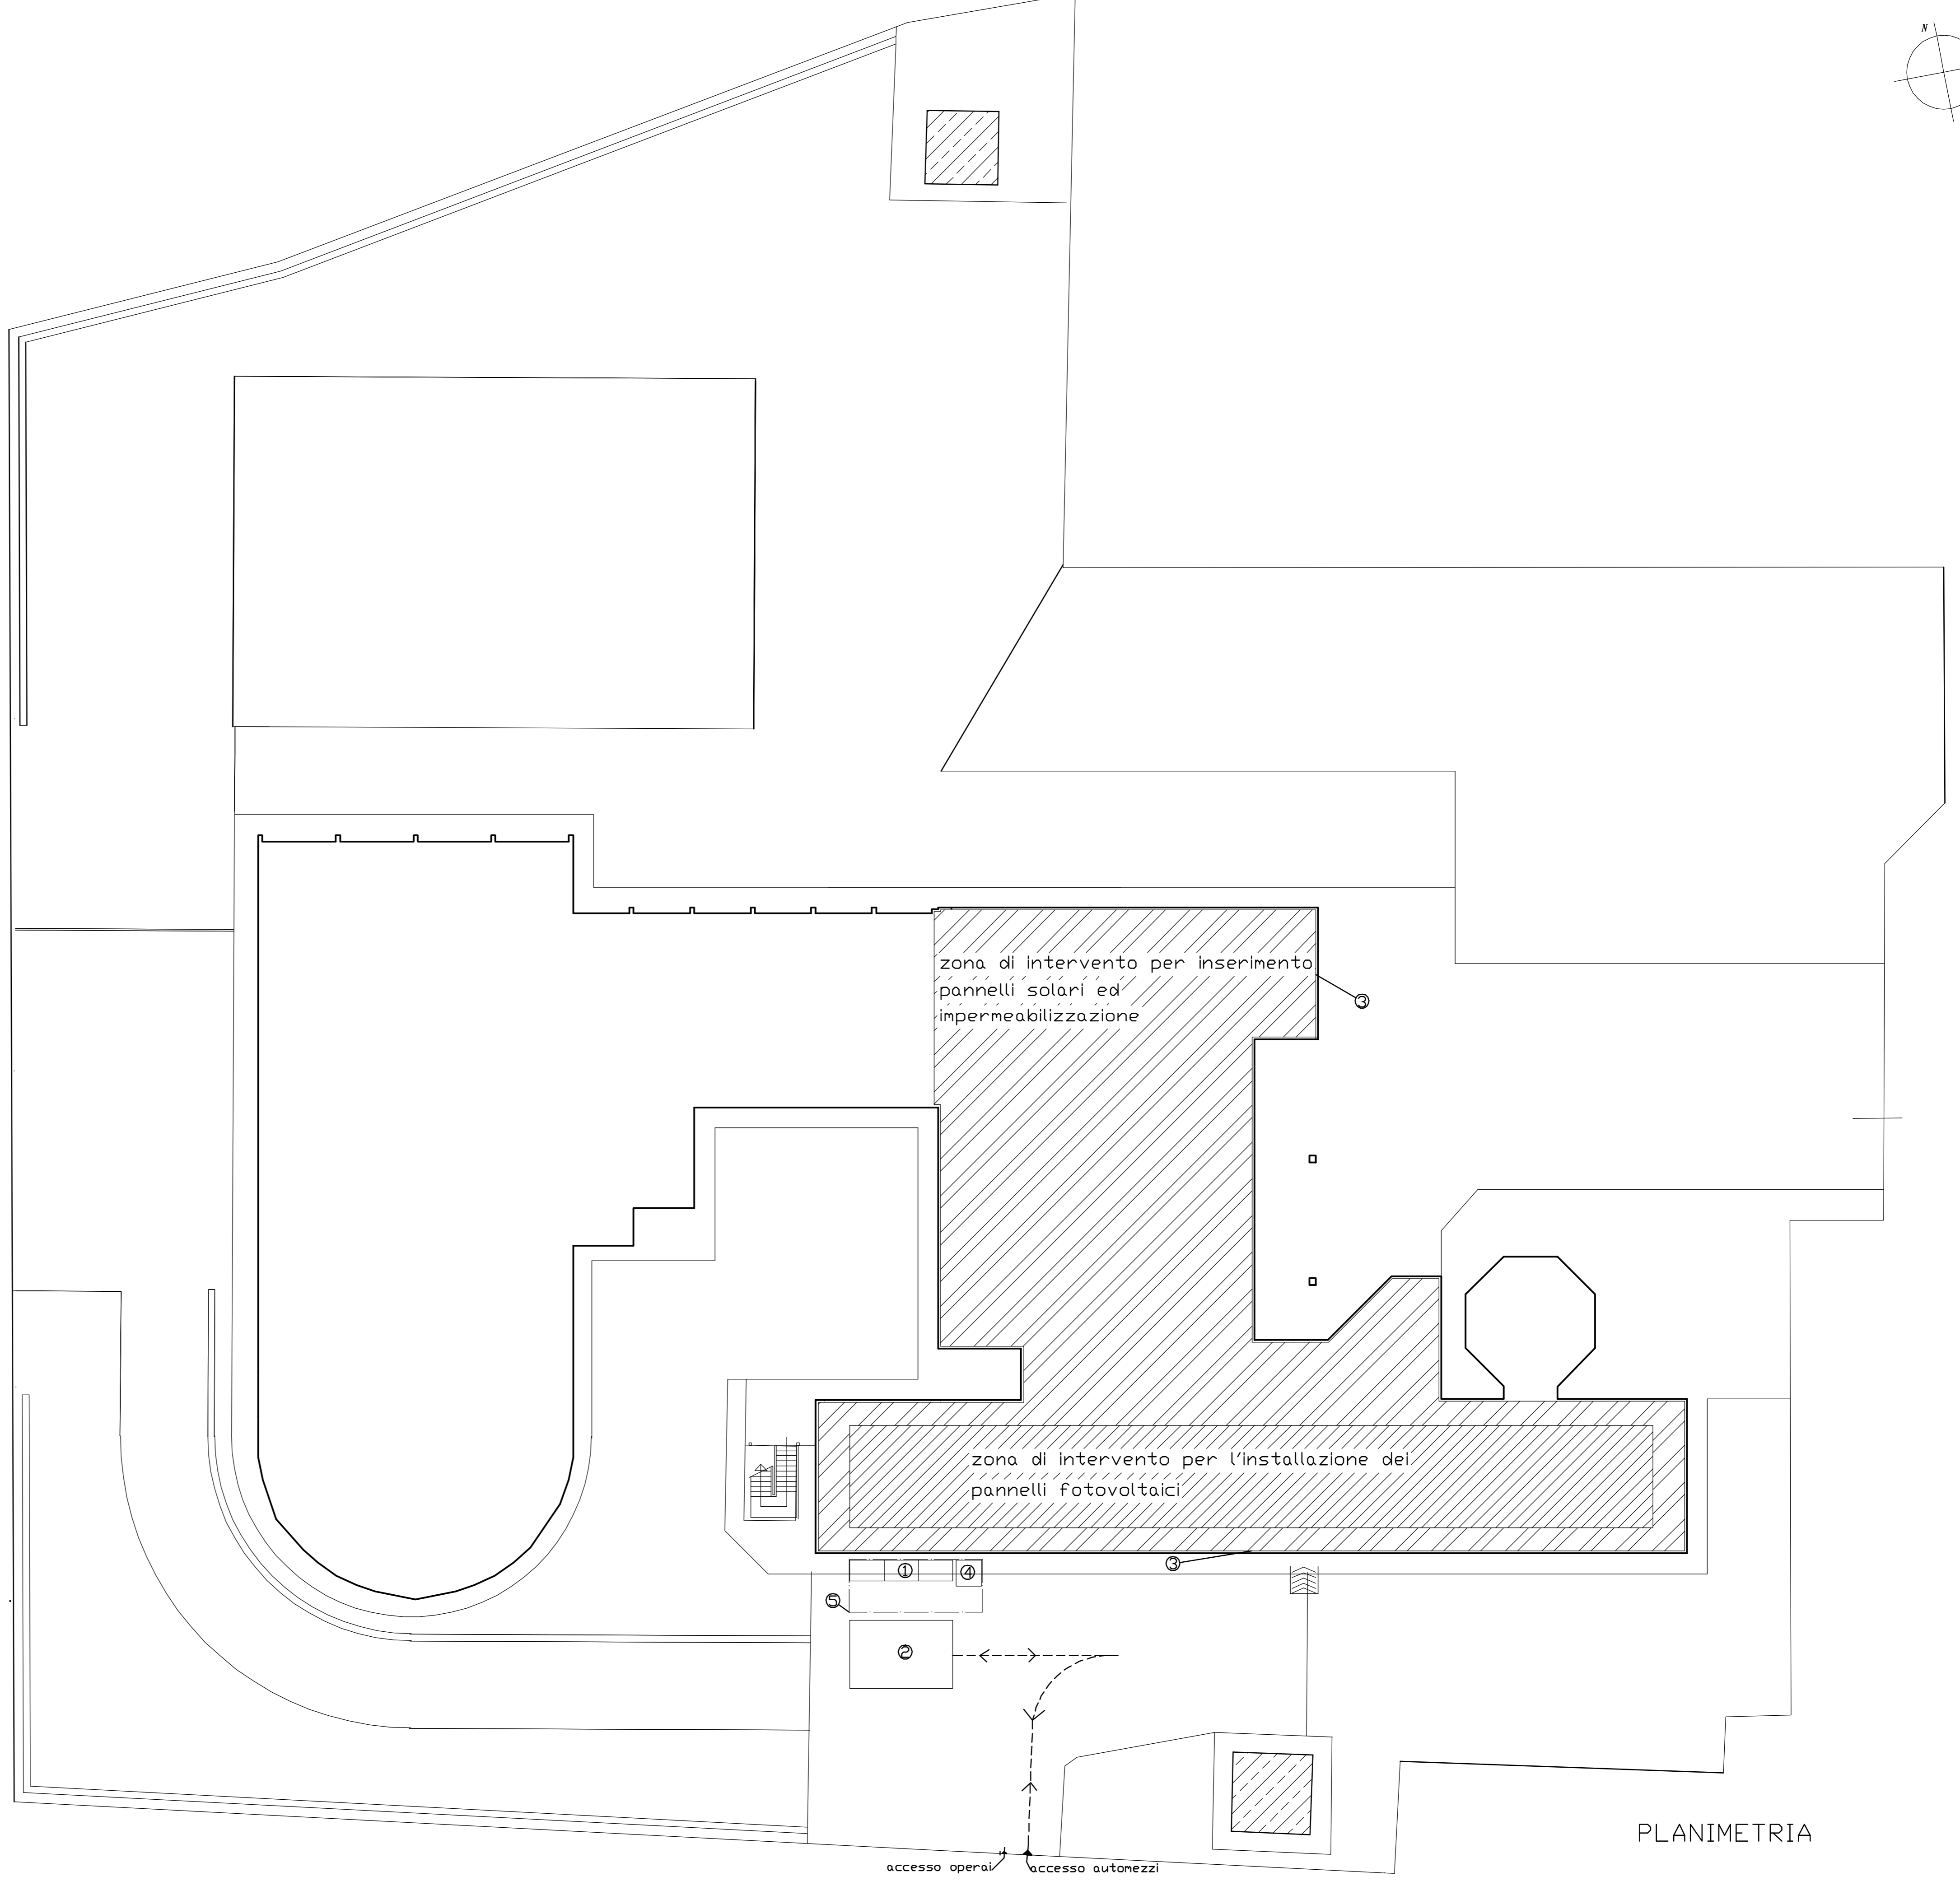 N
zona di intervento per inserimento
pannelli solari ed
impermeabilizzazione
3
zona di intervento per l'installazione dei
pannelli fotovoltaici
3
1
4
5
2
PLANIMETRIA
accesso operai
accesso automezzi